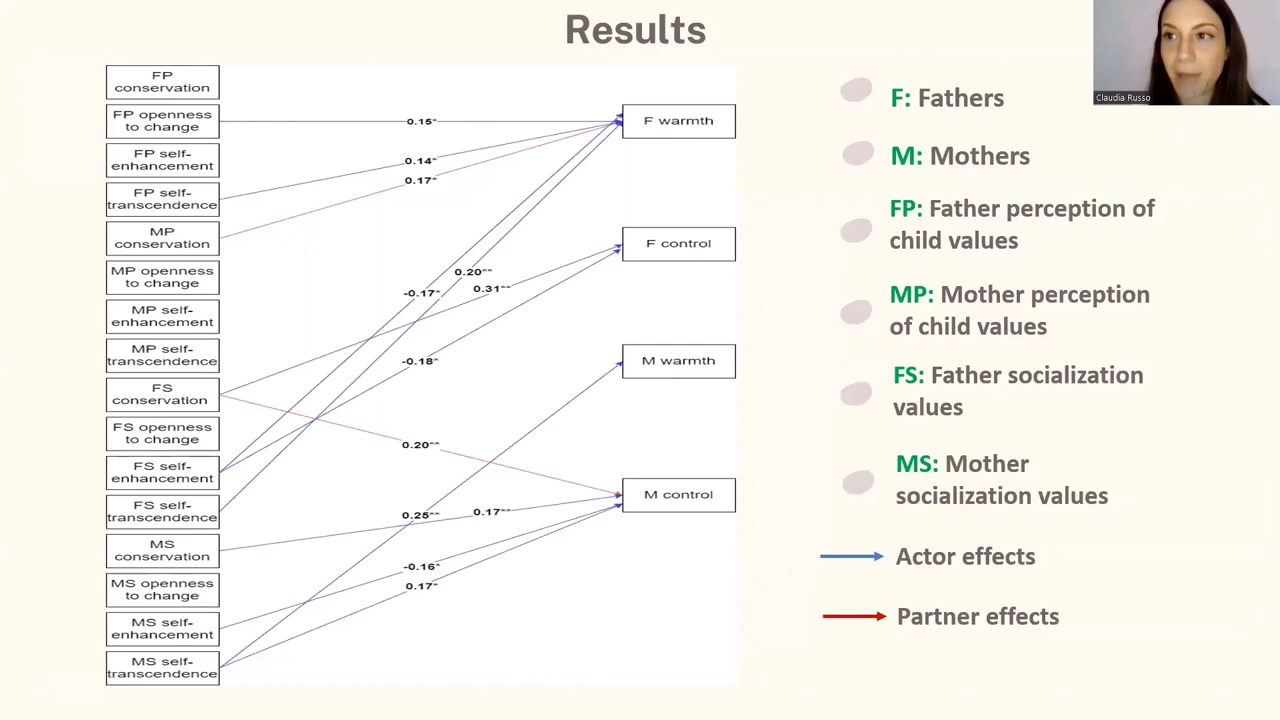 Results
Claudia Russo
FP
conservation
FP openness
to change
FP self-
enhancement
FP self-
transcendence
MP
conservation
MP openness
to change
MP self-
enhancement
MP self-
transcendence
FS
conservation
FS openness
to change
FS self-
enhancement
FS self-
transcendence
MS
conservation
MS openness
to change
MS self-
enhancement
MS self-
transcendence
0.15*
0.14*
0.17*
0.20**
0.31**
-0.17*
-0.18*
0.20**
0.25**
0.17**
-0.16*
0.17*
F warmth
F control
M warmth
M control
F: Fathers
M: Mothers
FP: Father perception of
child values
MP: Mother perception
of child values
FS: Father socialization
values
MS: Mother
socialization values
Actor effects
Partner effects